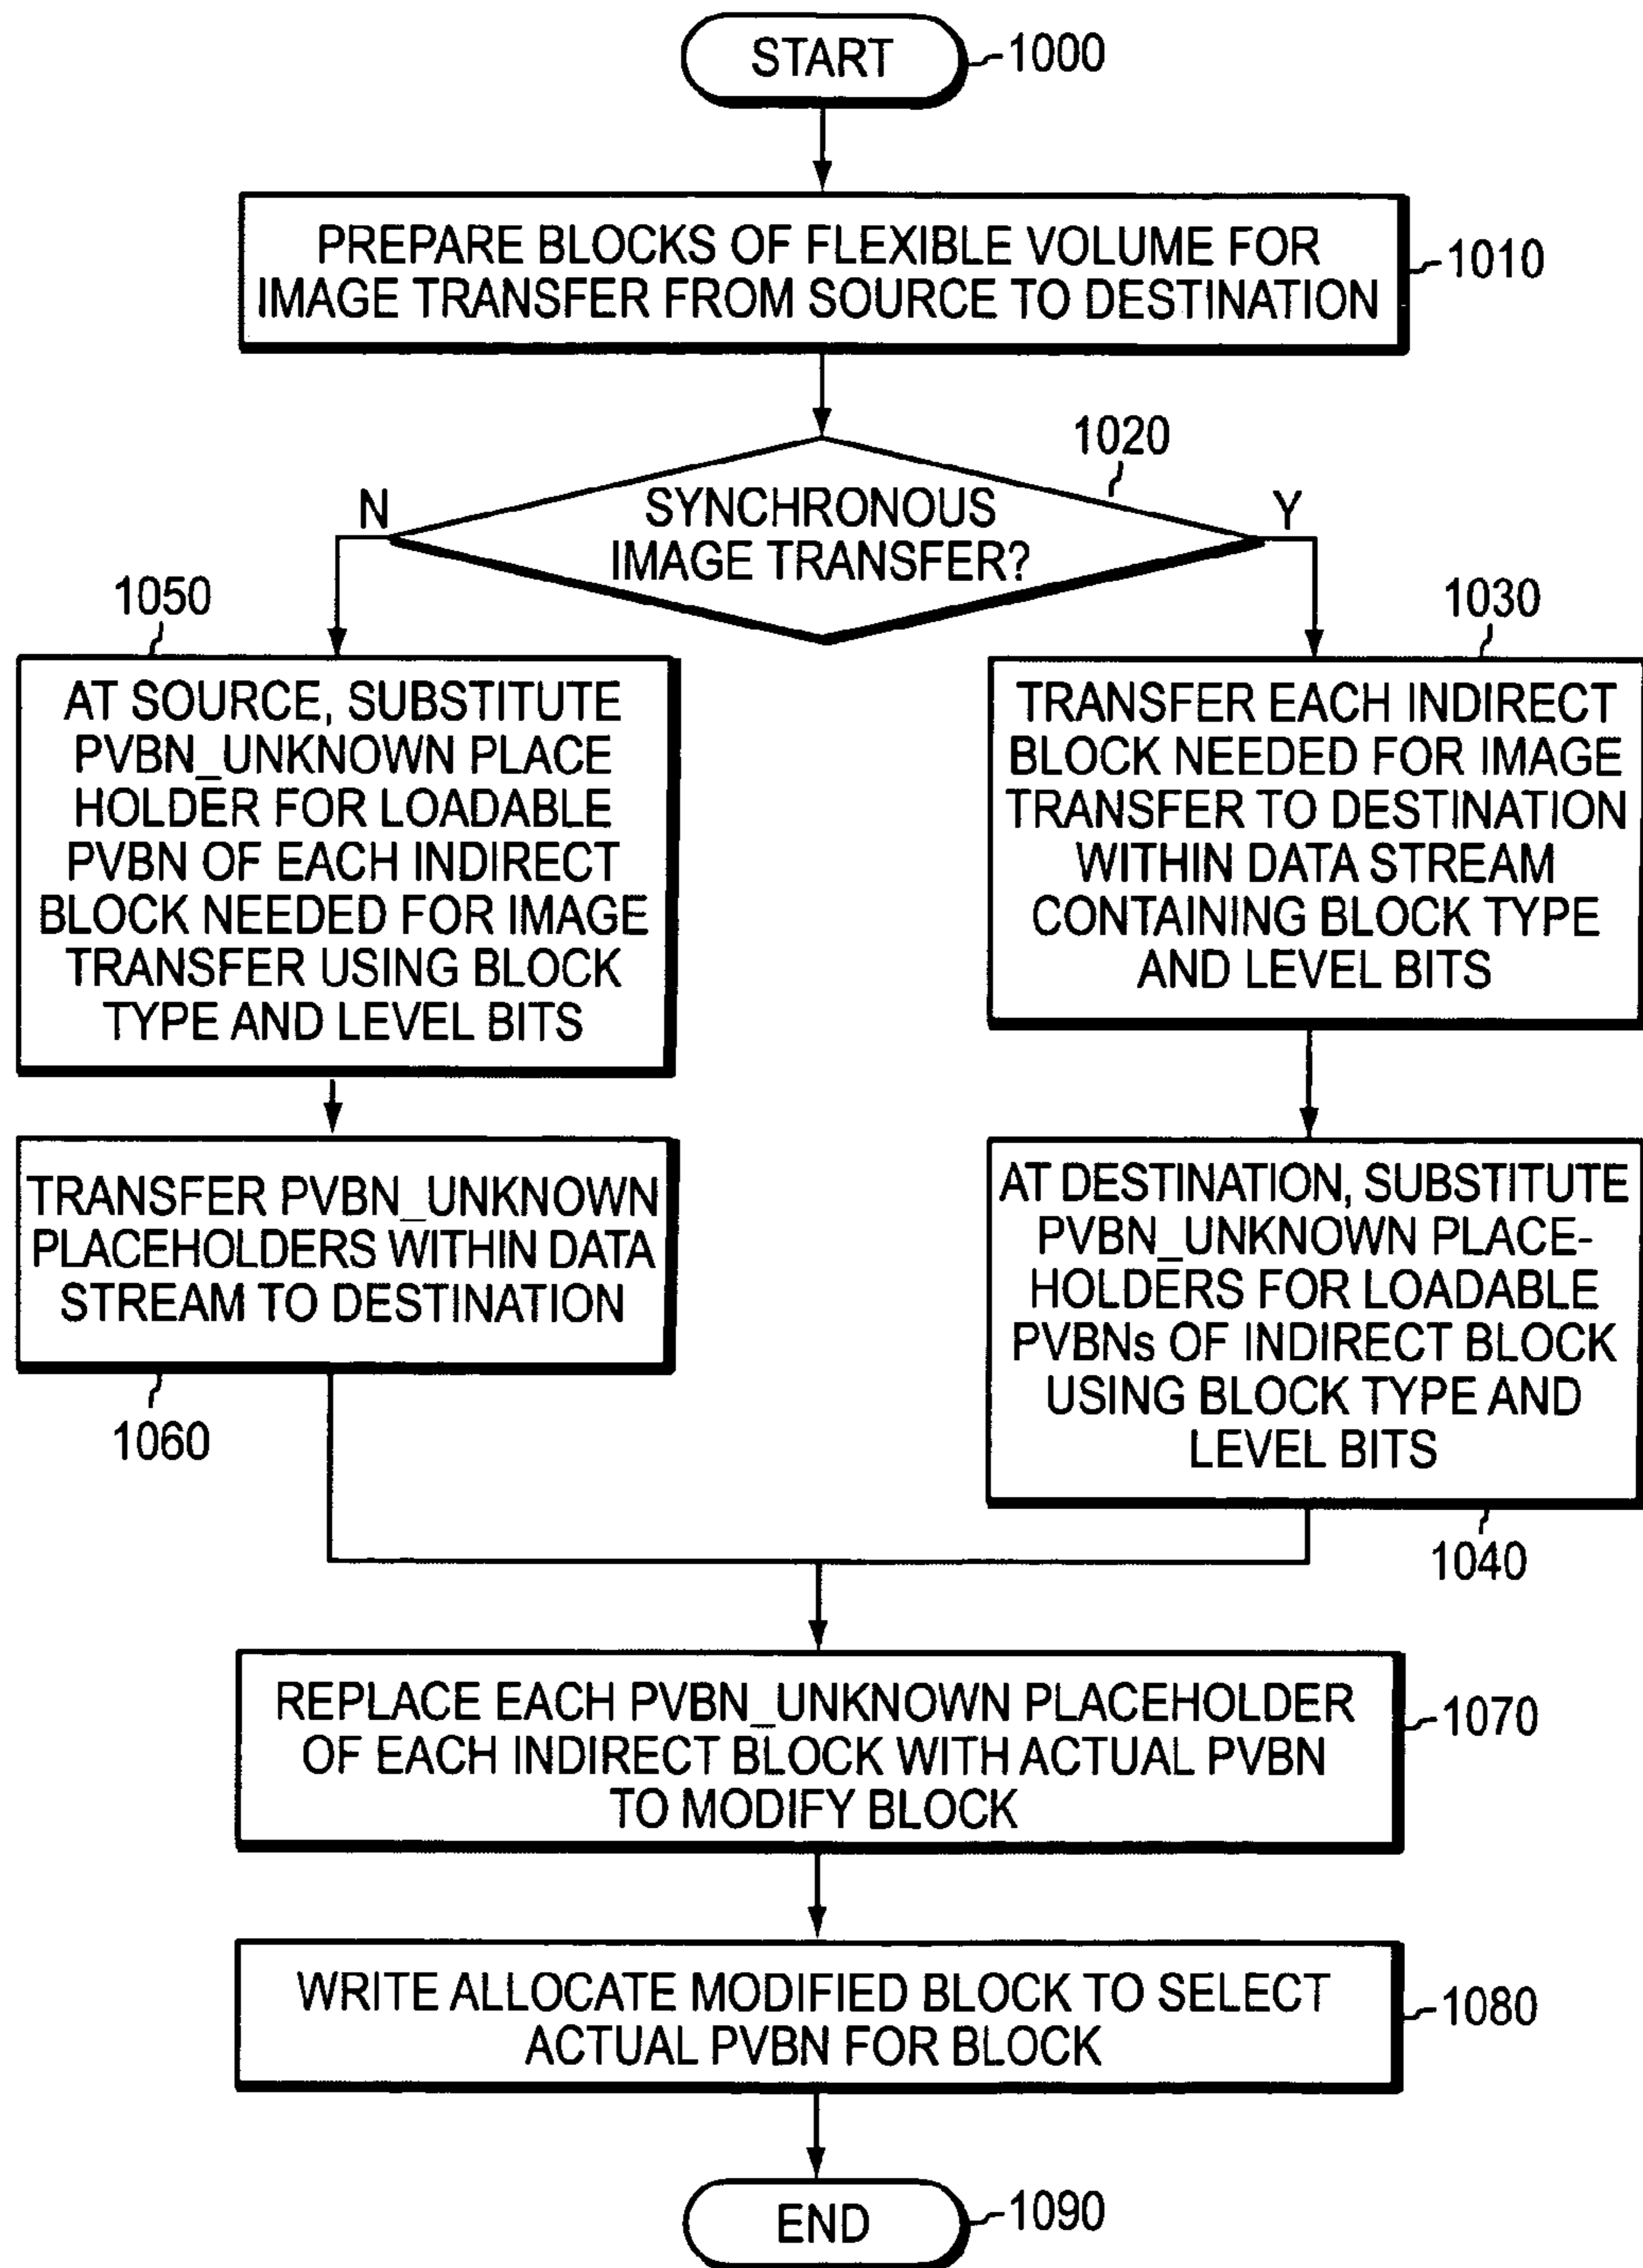 START
1000
PREPARE BLOCKS OF FLEXIBLE VOLUME FOR
IMAGE TRANSFER FROM SOURCE TO DESTINATION
1010
1020
SYNCHRONOUS
IMAGE TRANSFER?
N
Y
1050
AT SOURCE, SUBSTITUTE
PVBN_UNKNOWN PLACE
HOLDER FOR LOADABLE
PVBN OF EACH INDIRECT
BLOCK NEEDED FOR IMAGE
TRANSFER USING BLOCK
TYPE AND LEVEL BITS
1030
TRANSFER EACH INDIRECT
BLOCK NEEDED FOR IMAGE
TRANSFER TO DESTINATION
WITHIN DATA STREAM
CONTAINING BLOCK TYPE
AND LEVEL BITS
TRANSFER PVBN_UNKNOWN
PLACEHOLDERS WITHIN DATA
STREAM TO DESTINATION
1060
AT DESTINATION, SUBSTITUTE
PVBN_UNKNOWN PLACE-
HOLDERS FOR LOADABLE
PVBNs OF INDIRECT BLOCK
USING BLOCK TYPE AND
LEVEL BITS
1040
REPLACE EACH PVBN_UNKNOWN PLACEHOLDER
OF EACH INDIRECT BLOCK WITH ACTUAL PVBN
TO MODIFY BLOCK
1070
WRITE ALLOCATE MODIFIED BLOCK TO SELECT
ACTUAL PVBN FOR BLOCK
1080
END
1090